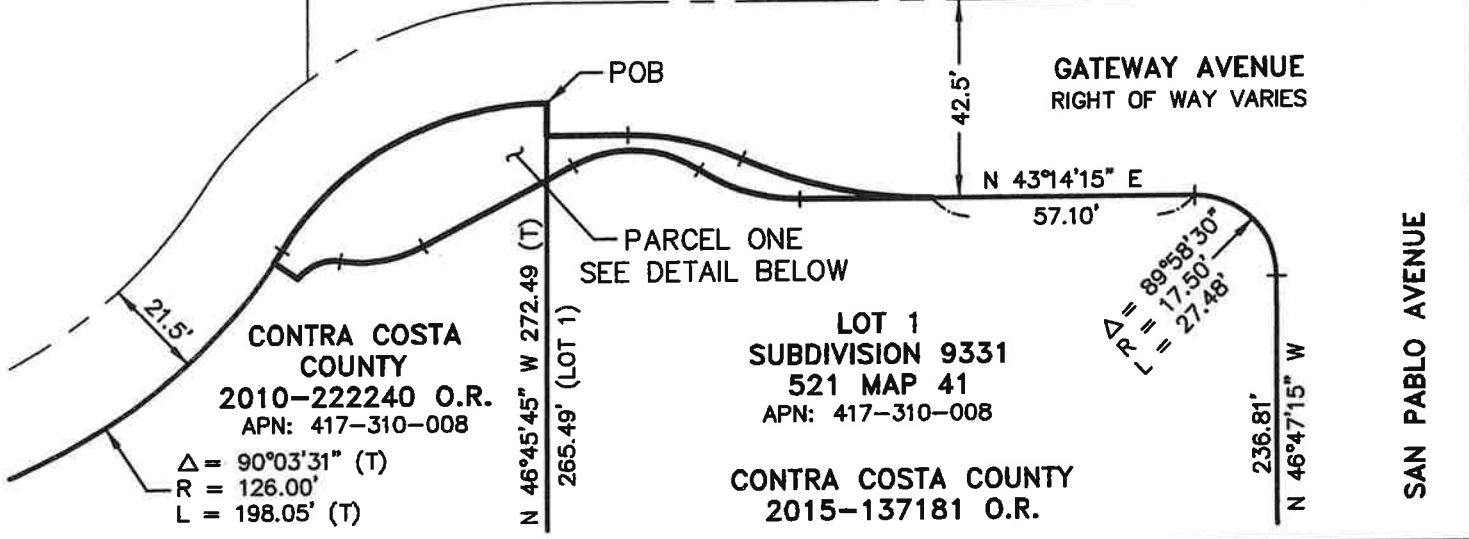 POB
42.5'
GATEWAY AVENUE
RIGHT OF WAY VARIES
N 43°14'15" E
57.10'
PARCEL ONE
SEE DETAIL BELOW
21.5'
CONTRA COSTA
COUNTY
2010-222240 O.R.
APN: 417-310-008
Δ= 90°03'31" (T)
R = 126.00'
L = 198.05' (T)
N 46°45'45" W 272.49 (T)
265.49' (LOT 1)
LOT 1
SUBDIVISION 9331
521 MAP 41
APN: 417-310-008
CONTRA COSTA COUNTY
2015-137181 O.R.
Δ= 89°58'30"
R = 17.50'
L = 27.48'
236.81'
N 46°47'15" W
SAN PABLO AVENUE